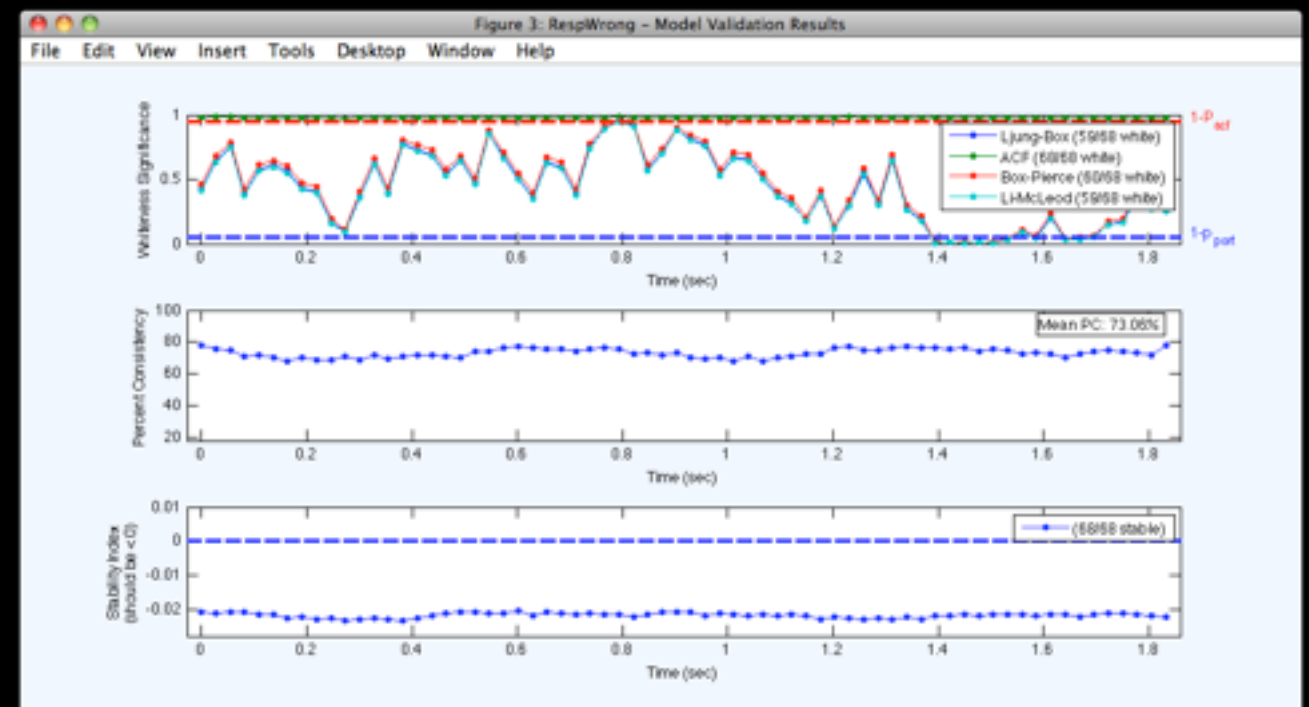 Figure 3: RespWrong – Model Validation Results
File Edit View Insert Tools Desktop Window Help
Whiteness Significance
1
0.5
0
1-P acf
1-p port
Ljung-Box (59/68 white)
ACF (68/68 white)
Box-Pierce (60/68 white)
Li-McLeod (59/68 white)
0 0.2 0.4 0.6 0.8 1 1.2 1.4 1.6 1.8
Time (sec)
Percent Consistency
100
80
60
40
20
Mean PC: 73.06%
0 0.2 0.4 0.6 0.8 1 1.2 1.4 1.6 1.8
Time (sec)
Stability Index
(should be <0)
0.01
0
-0.01
-0.02
(68/68 stable)
0 0.2 0.4 0.6 0.8 1 1.2 1.4 1.6 1.8
Time (sec)